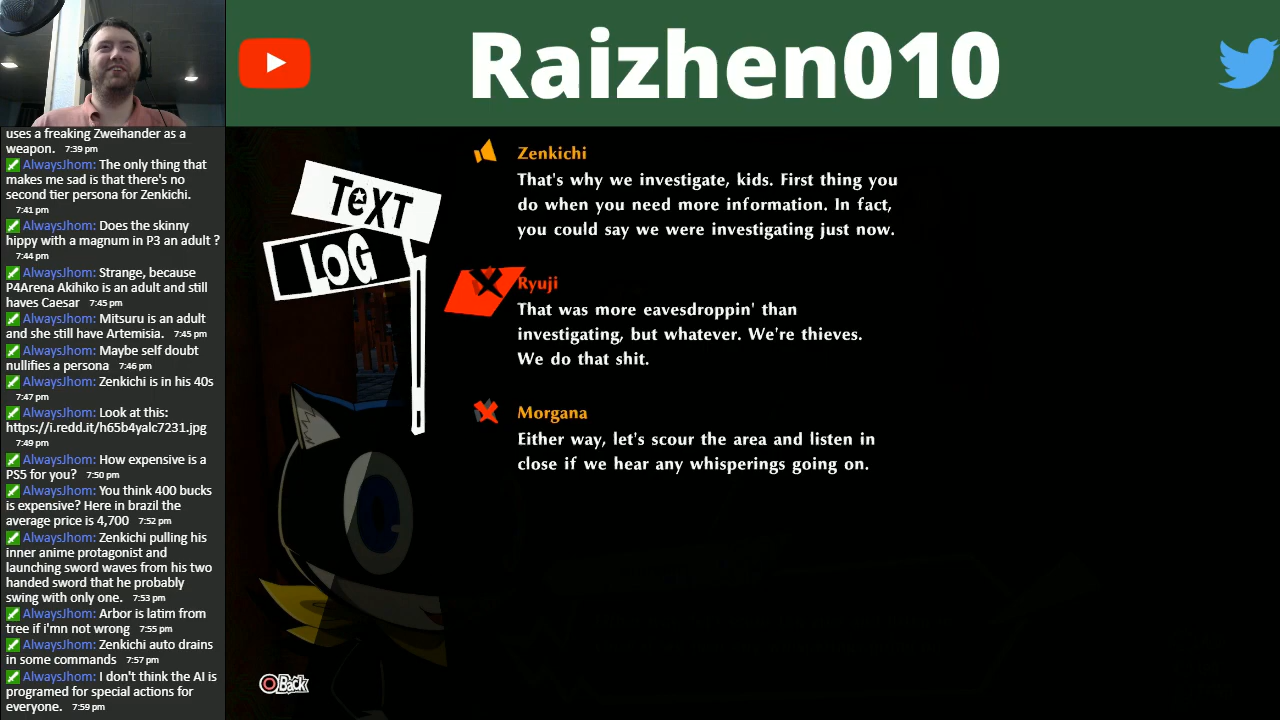 Raizhen010
uses a freaking Zweihander as a
weapon. 7:39 pm
AlwaysJhom: The only thing that
makes me sad is that there's no
second tier persona for Zenkichi.
7:41 pm
AlwaysJhom: Does the skinny
hippy with a magnum in P3 an adult ?
7:44 pm
AlwaysJhom: Strange, because
P4Arena Akihiko is an adult and still
haves Caesar 7:45 pm
AlwaysJhom: Mitsuru is an adult
and she still have Artemisia. 7:45 pm
AlwaysJhom: Maybe self doubt
nullifies a persona 7:46 pm
AlwaysJhom: Zenkichi is in his 40s
7:47 pm
AlwaysJhom: Look at this:
https://i.redd.it/h65b4yalc7231.jpg
7:49 pm
AlwaysJhom: How expensive is a
PS5 for you? 7:50 pm
AlwaysJhom: You think 400 bucks
is expensive? Here in brazil the
average price is 4,700 7:52 pm
AlwaysJhom: Zenkichi pulling his
inner anime protagonist and
launching sword waves from his two
handed sword that he probably
swing with only one. 7:53 pm
AlwaysJhom: Arbor is latim from
tree if i'mn not wrong 7:55 pm
AlwaysJhom: Zenkichi auto drains
in some commands 7:57 pm
AlwaysJhom: I don't think the AI is
programed for special actions for
everyone. 7:59 pm
TeXT
LOG
Zenkichi
That's why we investigate, kids. First thing you
do when you need more information. In fact,
you could say we were investigating just now.
Ryuji
That was more eavesdroppin' than
investigating, but whatever. We're thieves.
We do that shit.
Morgana
Either way, let's scour the area and listen in
close if we hear any whisperings going on.
Back